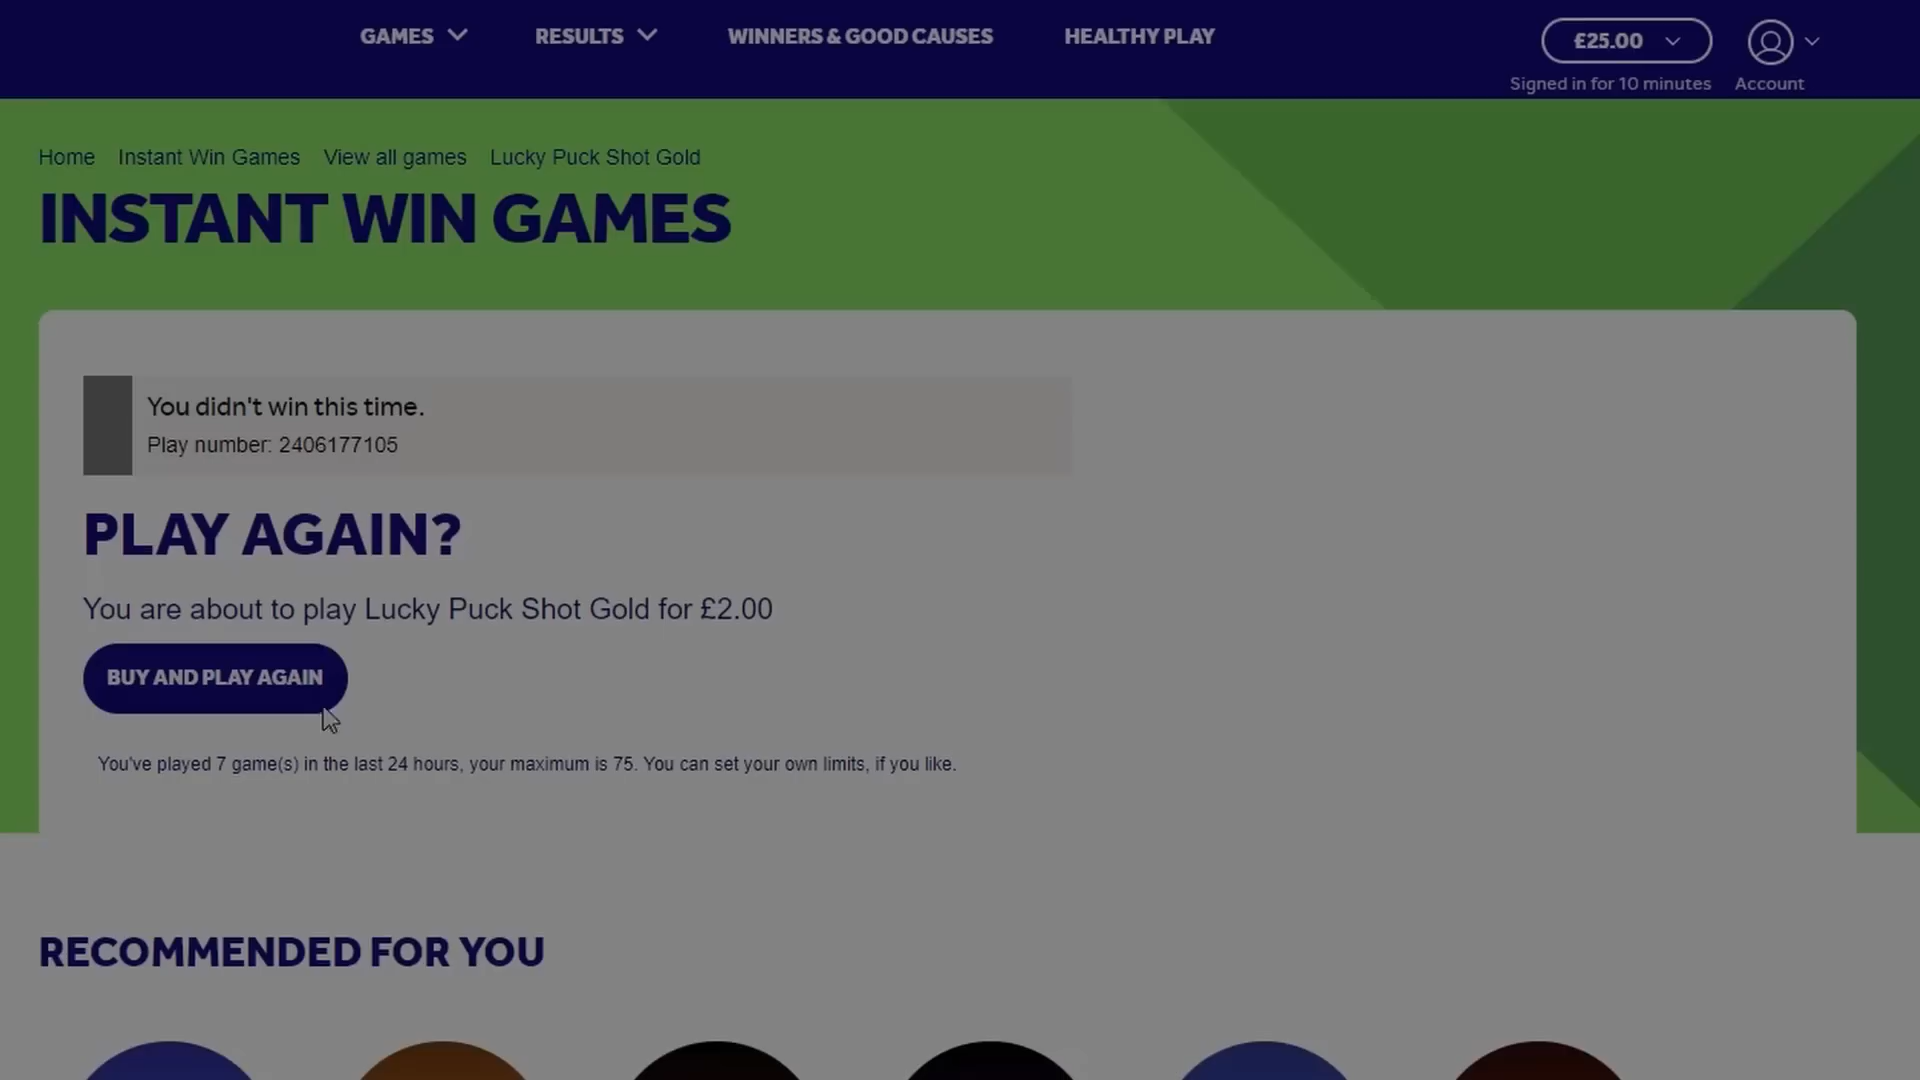 GAMES
RESULTS
WINNERS & GOOD CAUSES
HEALTHY PLAY
£25.00
Signed in for 10 minutes
Account
Home Instant Win Games View all games Lucky Puck Shot Gold
INSTANT WIN GAMES
You didn't win this time.
Play number: 2406177105
PLAY AGAIN?
You are about to play Lucky Puck Shot Gold for £2.00
BUY AND PLAY AGAIN
You've played 7 game(s) in the last 24 hours, your maximum is 75. You can set your own limits, if you like.
RECOMMENDED FOR YOU